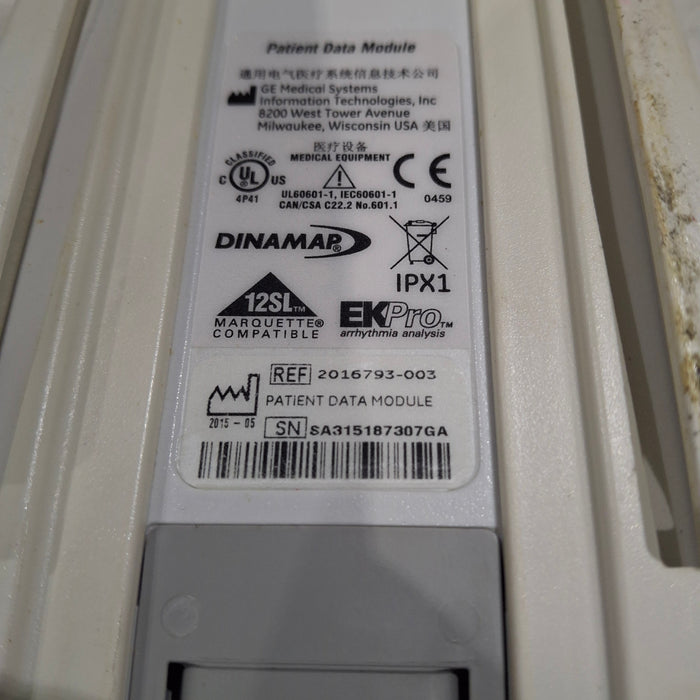 Patient Data Module
通用电气医疗系统信息技术公司
GE Medical Systems
Information Technologies, Inc
8200 West Tower Avenue
Milwaukee, Wisconsin USA 美国
医疗设备
MEDICAL EQUIPMENT
CLASSIFIED
C UL US
4P41
UL60601-1, IEC60601-1
CAN/CSA C22.2 No.601.1
CE
0459
DINAMAP®
IPX1
12SL™
MARQUETTE®
COMPATIBLE
EKPro™
arrhythmia analysis
REF 2016793-003
PATIENT DATA MODULE
2015-05
SN SA315187307GA